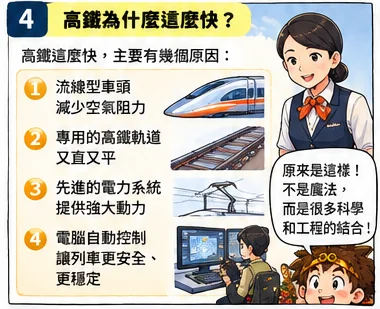 4 高鐵為什麼這麼快？
高鐵這麼快，主要有幾個原因：
1 流線型車頭
減少空氣阻力
2 專用的高鐵軌道
又直又平
3 先進的電力系統
提供強大動力
4 電腦自動控制
讓列車更安全、
更穩定
原來是這樣！
不是魔法，
而是很多科學
和工程的結合！